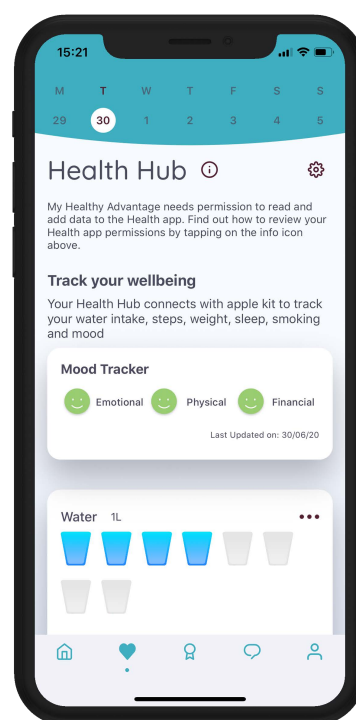 15:21
M T W T F S S
29 30 1 2 3 4 5
Health Hub
My Healthy Advantage needs permission to read and
add data to the Health app. Find out how to review your
Health app permissions by tapping on the info icon
above.
Track your wellbeing
Your Health Hub connects with apple kit to track
your water intake, steps, weight, sleep, smoking
and mood
Mood Tracker
Emotional Physical Financial
Last Updated on: 30/06/20
Water 1L